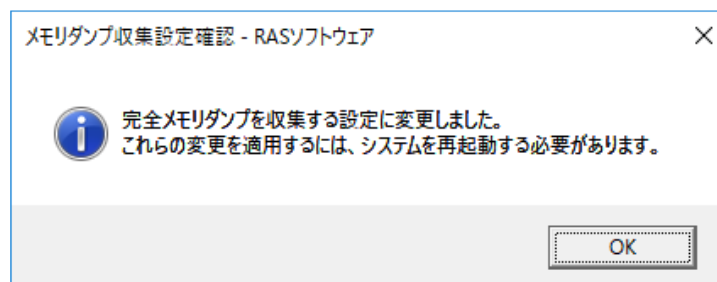 メモリダンプ収集設定確認 - RASソフトウェア
完全メモリダンプを収集する設定に変更しました。
これらの変更を適用するには、システムを再起動する必要があります。
OK